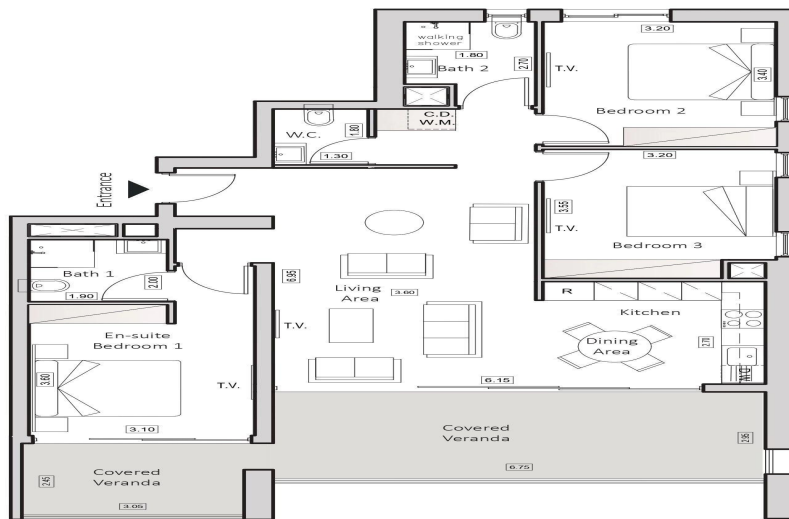 walking
shower
1.80
Bath 2
2.70
T.V.
3.20
3.40
Bedroom 2
C.D.
W.M.
W.C.
1.80
1.30
Entrance
3.20
3.55
T.V.
Bedroom 3
Bath 1
2.00
1.90
6.95
Living
Area
3.60
T.V.
R
Kitchen
Dining
Area
2.70
6.15
En-suite
Bedroom 1
3.60
T.V.
3.10
Covered
Veranda
2.95
6.75
Covered
Veranda
2.45
3.05